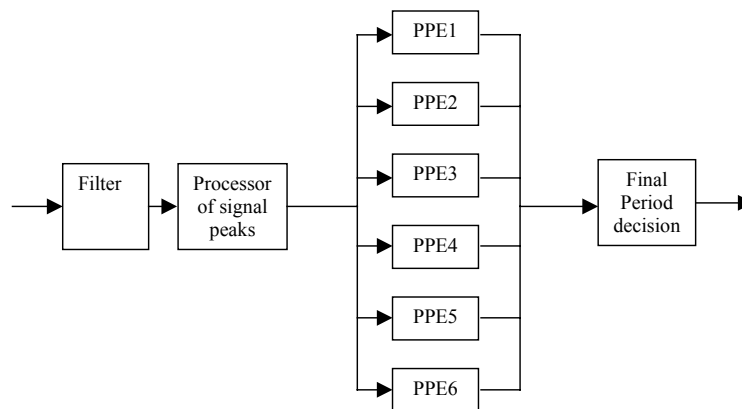 Filter
Processor
of signal
peaks
PPE1
PPE2
PPE3
PPE4
PPE5
PPE6
Final
Period
decision